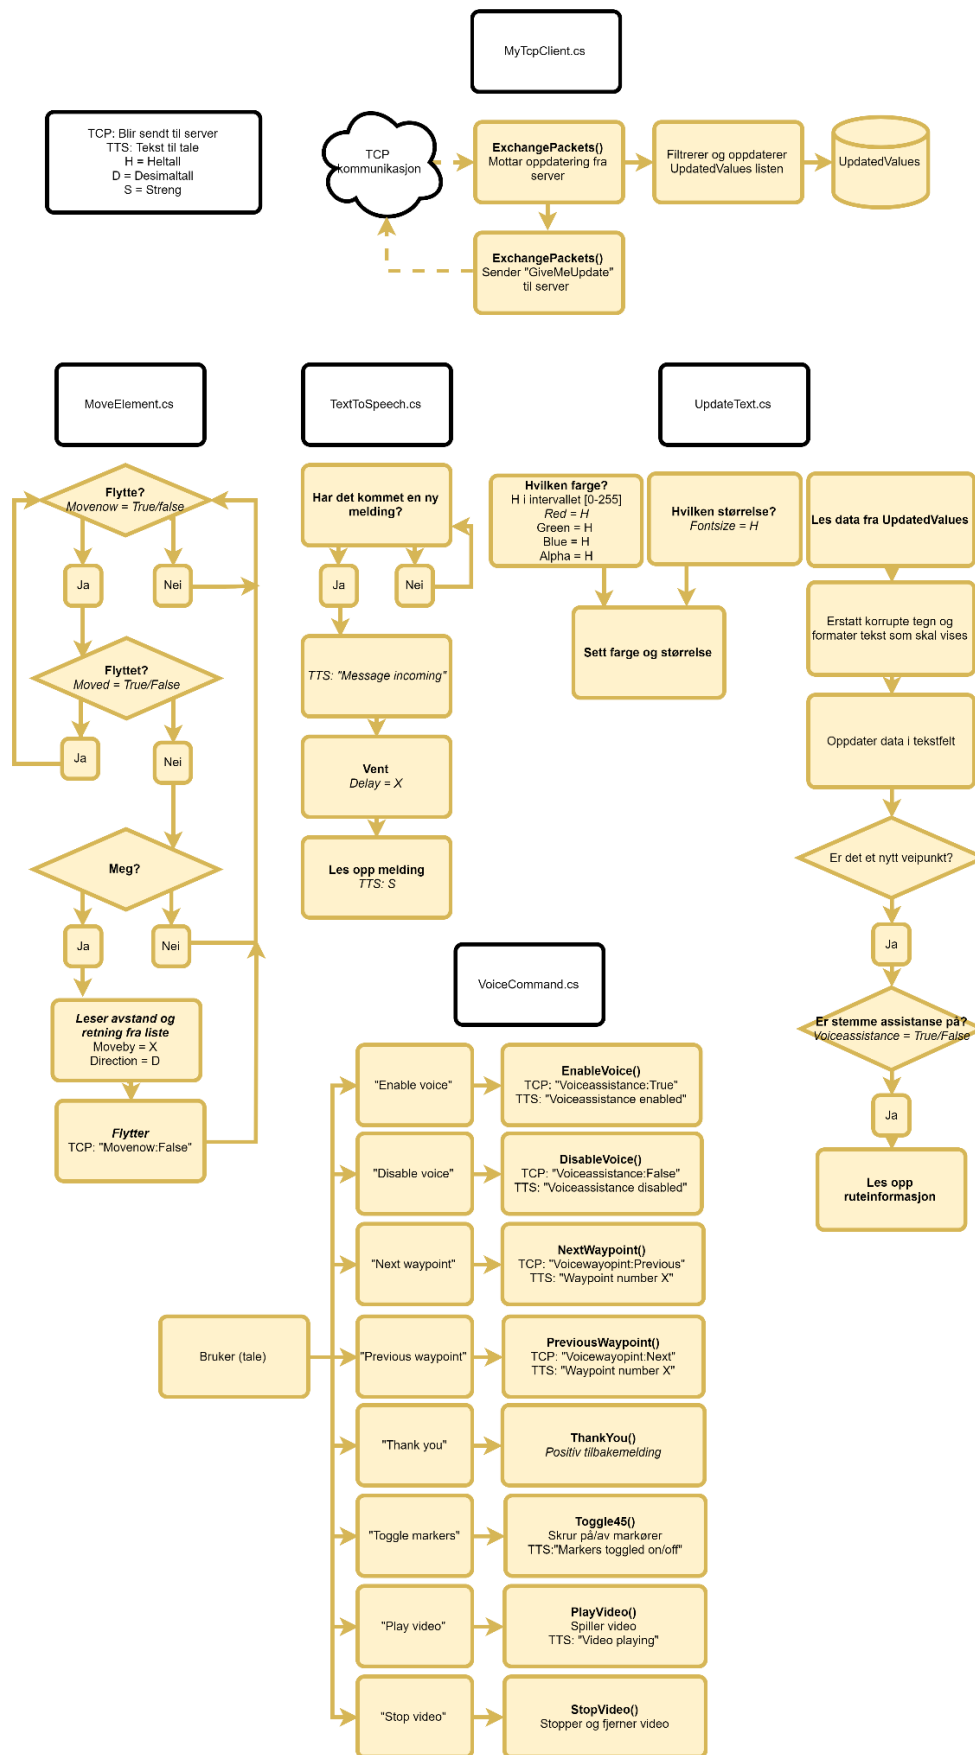 MyTcpClient.cs
TCP: Blir sendt til server
TTS: Tekst til tale
H = Heltall
D = Desimaltall
S = Streng
TCP
kommunikasjon
ExchangePackets()
Mottar oppdatering fra
server
Filtrerer og oppdaterer
UpdatedValues listen
UpdatedValues
ExchangePackets()
Sender "GiveMeUpdate"
til server
MoveElement.cs
Flytte?
Movenow = True/false
Ja
Nei
Flyttet?
Moved = True/False
Ja
Nei
Meg?
Ja
Nei
Leser avstand og
retning fra liste
Moveby = X
Direction = D
Flytter
TCP: "Movenow:False"
TextToSpeech.cs
Har det kommet en ny
melding?
Ja
Nei
TTS: "Message incoming"
Vent
Delay = X
Les opp melding
TTS: S
UpdateText.cs
Hvilken farge?
H i intervallet [0-255]
Red = H
Green = H
Blue = H
Alpha = H
Hvilken størrelse?
Fontsize = H
Sett farge og størrelse
Les data fra UpdatedValues
Erstatt korrupte tegn og
formater tekst som skal vises
Oppdater data i tekstfelt
Er det et nytt veipunkt?
Ja
Er stemme assistanse på?
Voiceassistance = True/False
Ja
Les opp
ruteinformasjon
VoiceCommand.cs
Bruker (tale)
"Enable voice"
EnableVoice()
TCP: "Voiceassistance:True"
TTS: "Voiceassistance enabled"
"Disable voice"
DisableVoice()
TCP: "Voiceassistance:False"
TTS: "Voiceassistance disabled"
"Next waypoint"
NextWaypoint()
TCP: "Voicewayopint:Previous"
TTS: "Waypoint number X"
"Previous waypoint"
PreviousWaypoint()
TCP: "Voicewayopint:Next"
TTS: "Waypoint number X"
"Thank you"
ThankYou()
Positiv tilbakemelding
"Toggle markers"
Toggle45()
Skrur på/av markører
TTS:"Markers toggled on/off"
"Play video"
PlayVideo()
Spiller video
TTS: "Video playing"
"Stop video"
StopVideo()
Stopper og fjerner video